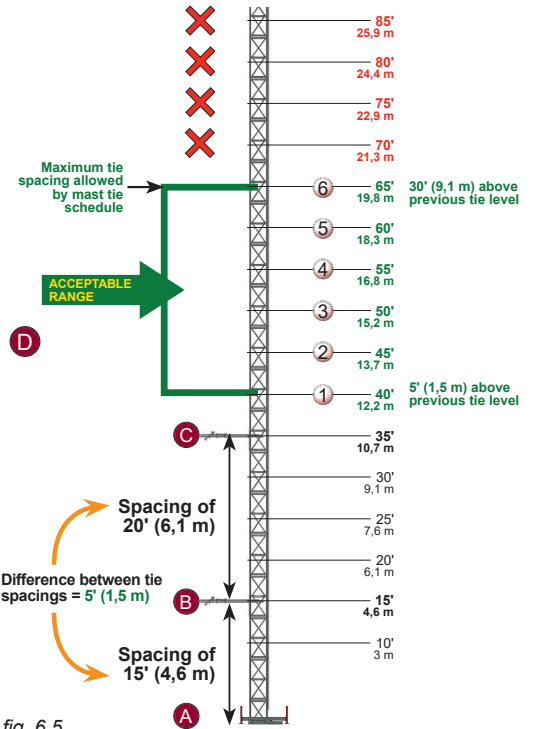 85'
25,9 m
80'
24,4 m
75'
22,9 m
70'
21,3 m
Maximum tie
spacing allowed
by mast tie
schedule
6
65'
19,8 m
30' (9,1 m) above
previous tie level
5
60'
18,3 m
ACCEPTABLE
RANGE
4
55'
16,8 m
3
50'
15,2 m
D
2
45'
13,7 m
1
40'
12,2 m
5' (1,5 m) above
previous tie level
C
35'
10,7 m
30'
9,1 m
Spacing of
20' (6,1 m)
25'
7,6 m
20'
6,1 m
Difference between tie
spacings = 5' (1,5 m)
B
15'
4,6 m
10'
3 m
Spacing of
15' (4,6 m)
A
fig. 6.5